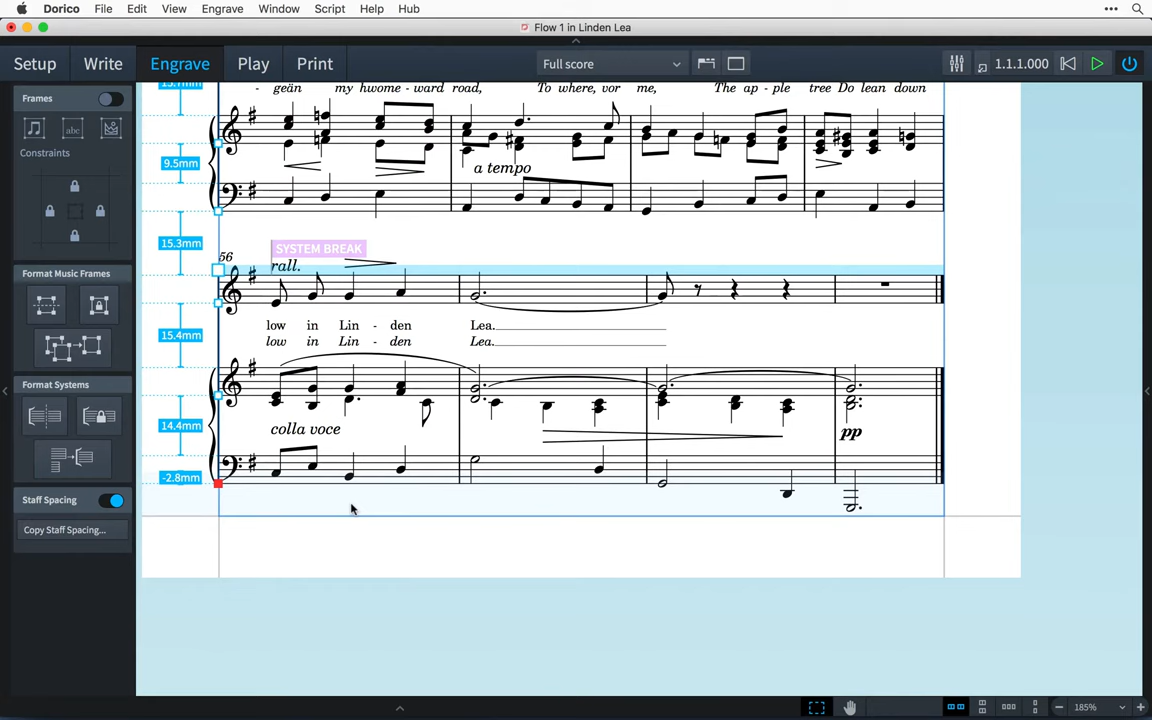 Dorico File Edit View Engrave Window Script Help Hub
Flow 1 in Linden Lea
Setup Write Engrave Play Print Full score 1.1.1.000
Frames
abc
Constraints
Format Music Frames
Format Systems
Staff Spacing
Copy Staff Spacing...
- geän my hwome - ward road, To where, vor me, The ap - ple tree Do lean down
9.5mm
a tempo
15.3mm
SYSTEM BREAK
56
rall.
15.4mm
low in Lin - den Lea.
low in Lin - den Lea.
14.4mm
colla voce
pp
-2.8mm
185%